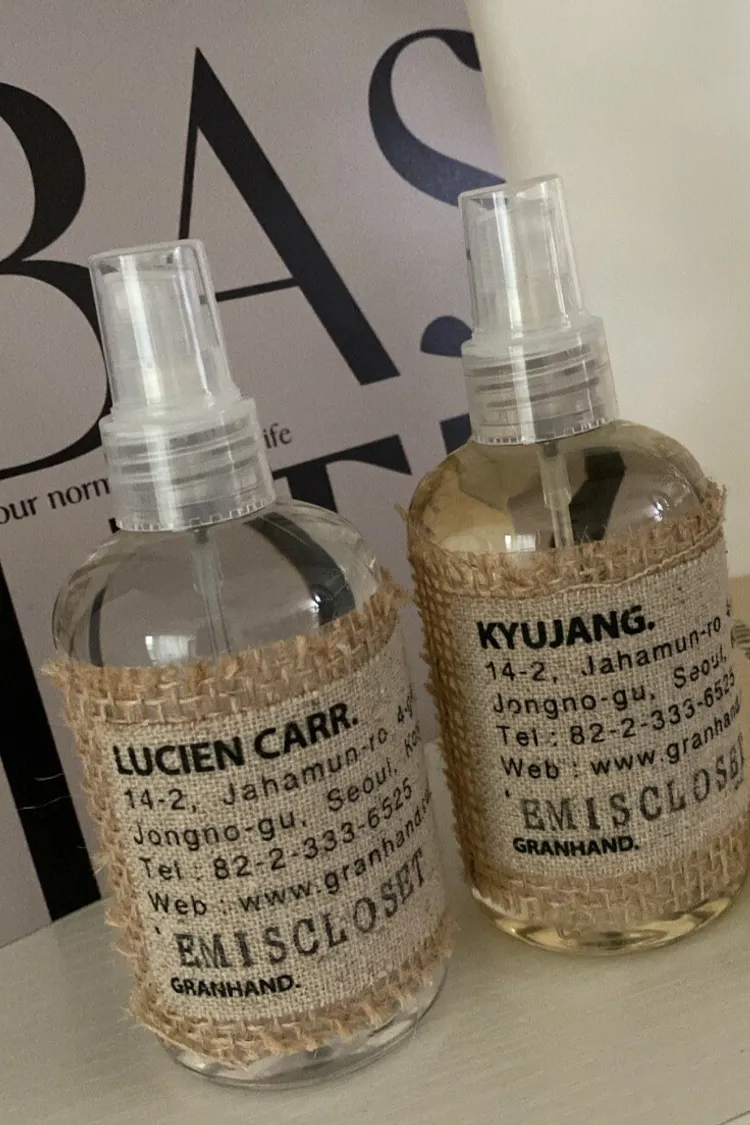 BAS
our norm
ife
LUCIEN CARR.
14-2, Jahamun-ro
Jongno-gu, Seoul,
Tel : 82-2-333-6525
Web : www.granhand.
EMISCLOSET
GRANHAND.
KYUJANG.
14-2, Jahamun-ro
Jongno-gu, Seoul,
Tel : 82-2-333-6525
Web : www.granhand
EMISCLOSET
GRANHAND.